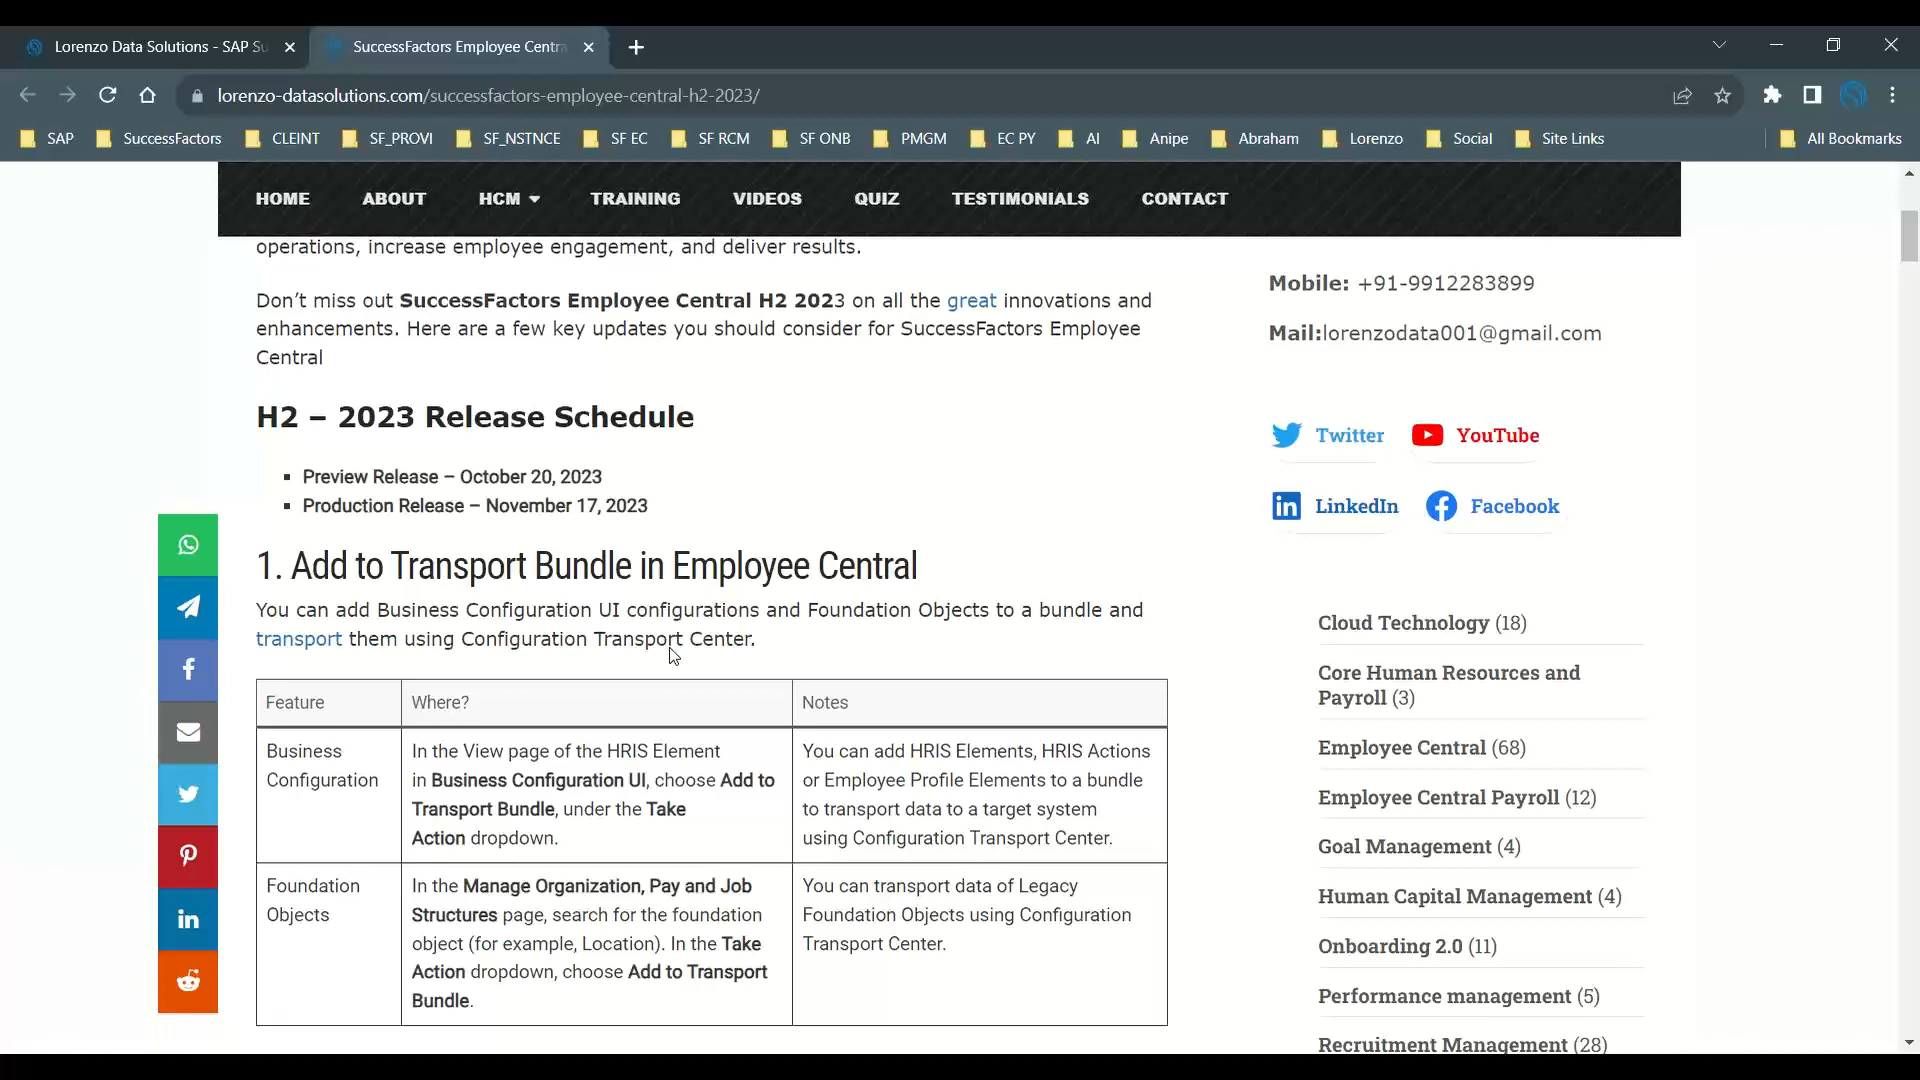 Lorenzo Data Solutions - SAP Su
SuccessFactors Employee Centra
lorenzo-datasolutions.com/successfactors-employee-central-h2-2023/
SAP
SuccessFactors
CLEINT
SF_PROVI
SF_NSTNCE
SF EC
SF RCM
SF ONB
PMGM
EC PY
AI
Anipe
Abraham
Lorenzo
Social
Site Links
All Bookmarks
HOME
ABOUT
HCM
TRAINING
VIDEOS
QUIZ
TESTIMONIALS
CONTACT
operations, increase employee engagement, and deliver results.
Don't miss out SuccessFactors Employee Central H2 2023 on all the great innovations and
enhancements. Here are a few key updates you should consider for SuccessFactors Employee
Central
H2 – 2023 Release Schedule
Preview Release – October 20, 2023
Production Release – November 17, 2023
1. Add to Transport Bundle in Employee Central
You can add Business Configuration UI configurations and Foundation Objects to a bundle and
transport them using Configuration Transport Center.
Feature
Where?
Notes
Business
Configuration
In the View page of the HRIS Element
in Business Configuration UI, choose Add to
Transport Bundle, under the Take
Action dropdown.
You can add HRIS Elements, HRIS Actions
or Employee Profile Elements to a bundle
to transport data to a target system
using Configuration Transport Center.
Foundation
Objects
In the Manage Organization, Pay and Job
Structures page, search for the foundation
object (for example, Location). In the Take
Action dropdown, choose Add to Transport
Bundle.
You can transport data of Legacy
Foundation Objects using Configuration
Transport Center.
Mobile: +91-9912283899
Mail:lorenzodata001@gmail.com
Twitter
YouTube
LinkedIn
Facebook
Cloud Technology (18)
Core Human Resources and
Payroll (3)
Employee Central (68)
Employee Central Payroll (12)
Goal Management (4)
Human Capital Management (4)
Onboarding 2.0 (11)
Performance management (5)
Recruitment Management (28)